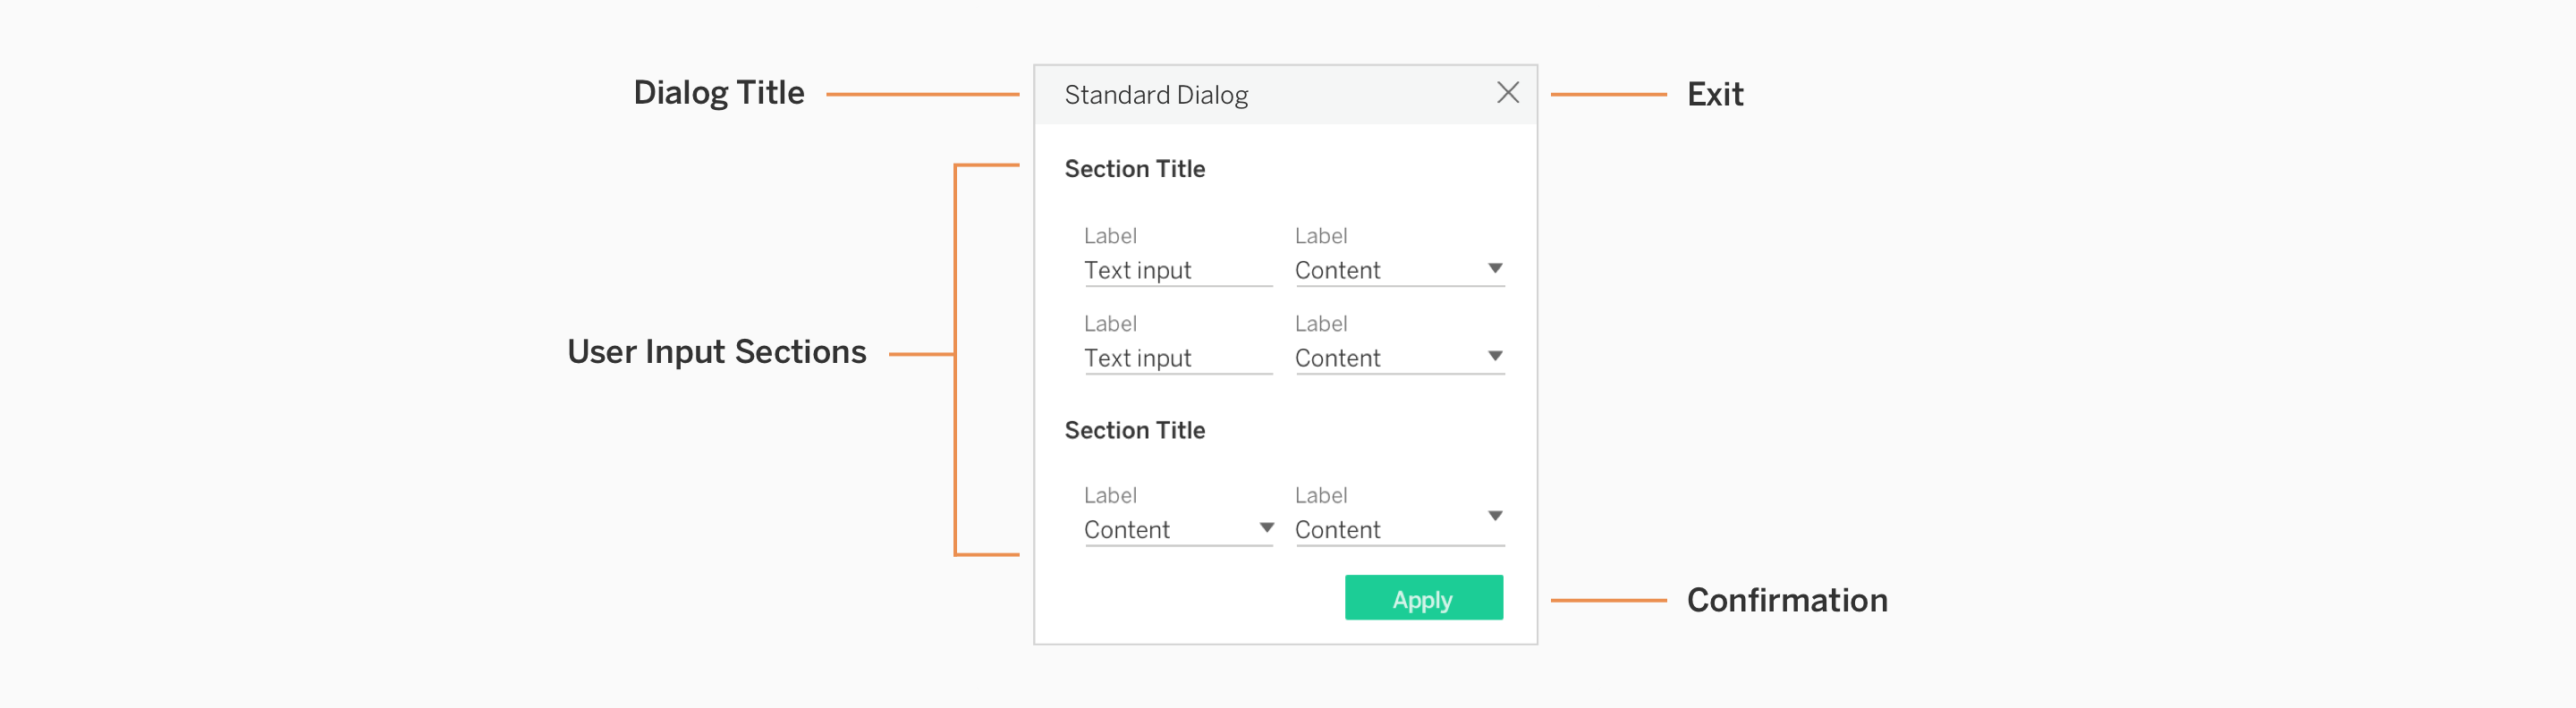 Dialog Title
Standard Dialog
Exit
Section Title
Label Label
Text input Content
User Input Sections
Label Label
Text input Content
Section Title
Label Label
Content Content
Apply
Confirmation